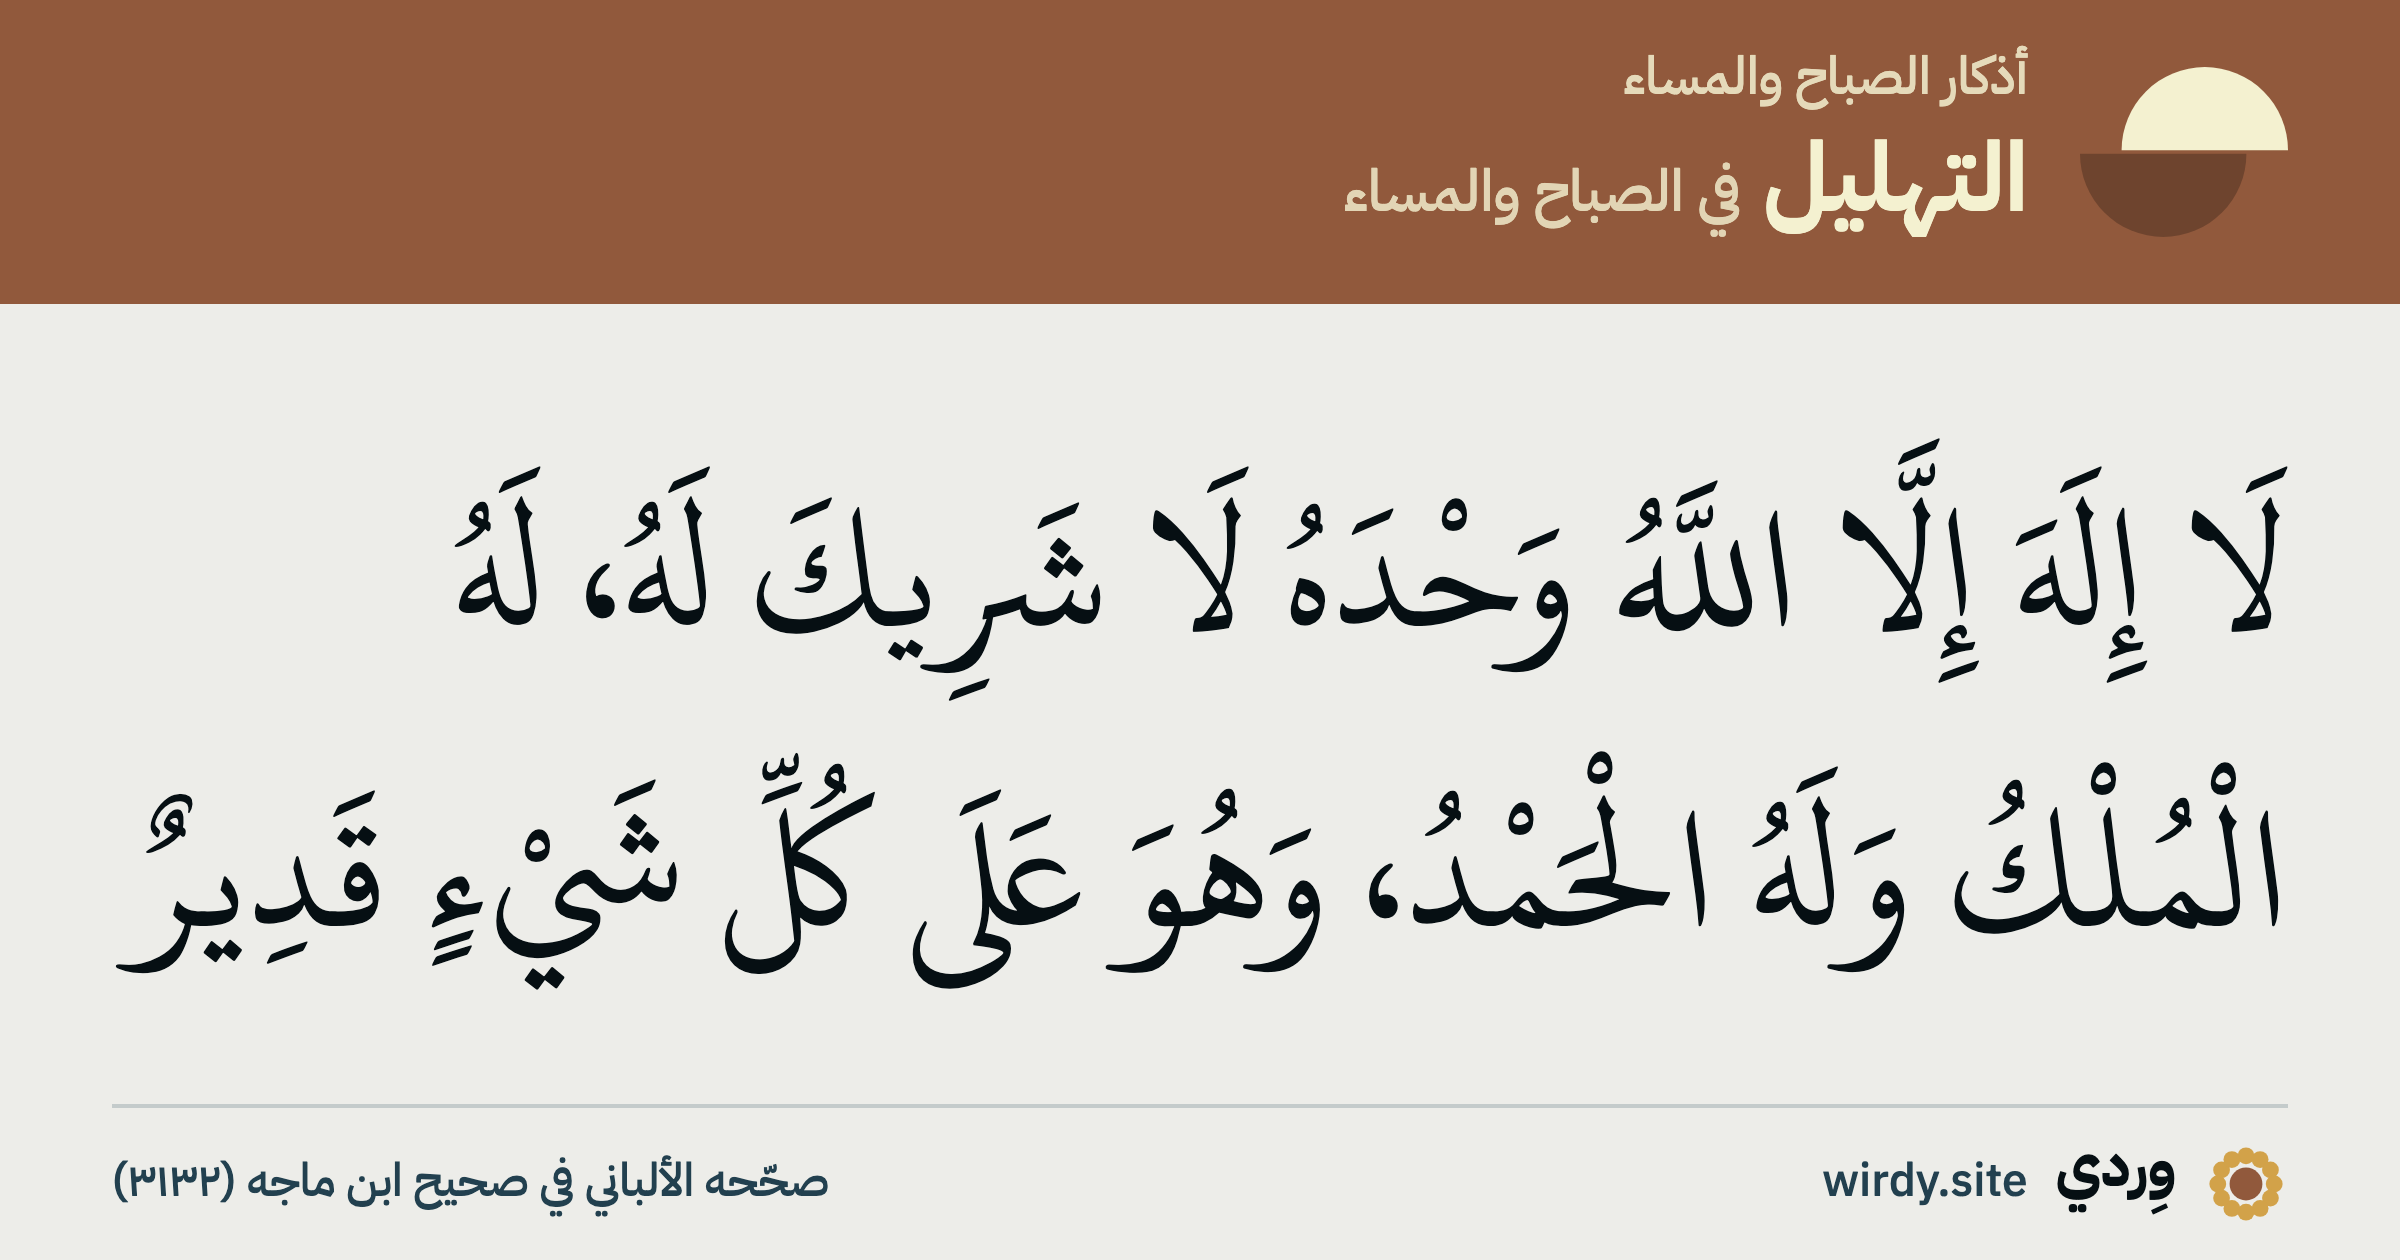 أذكار الصباح والمساء
التهليل في الصباح والمساء
لَا إِلَهَ إِلَّا اللَّهُ وَحْدَهُ لَا شَرِيكَ لَهُ، لَهُ
الْمُلْكُ وَلَهُ الْحَمْدُ، وَهُوَ عَلَى كُلِّ شَيْءٍ قَدِيرٌ
وِردي wirdy.site
صحّحه الألباني في صحيح ابن ماجه (٣١٣٢)